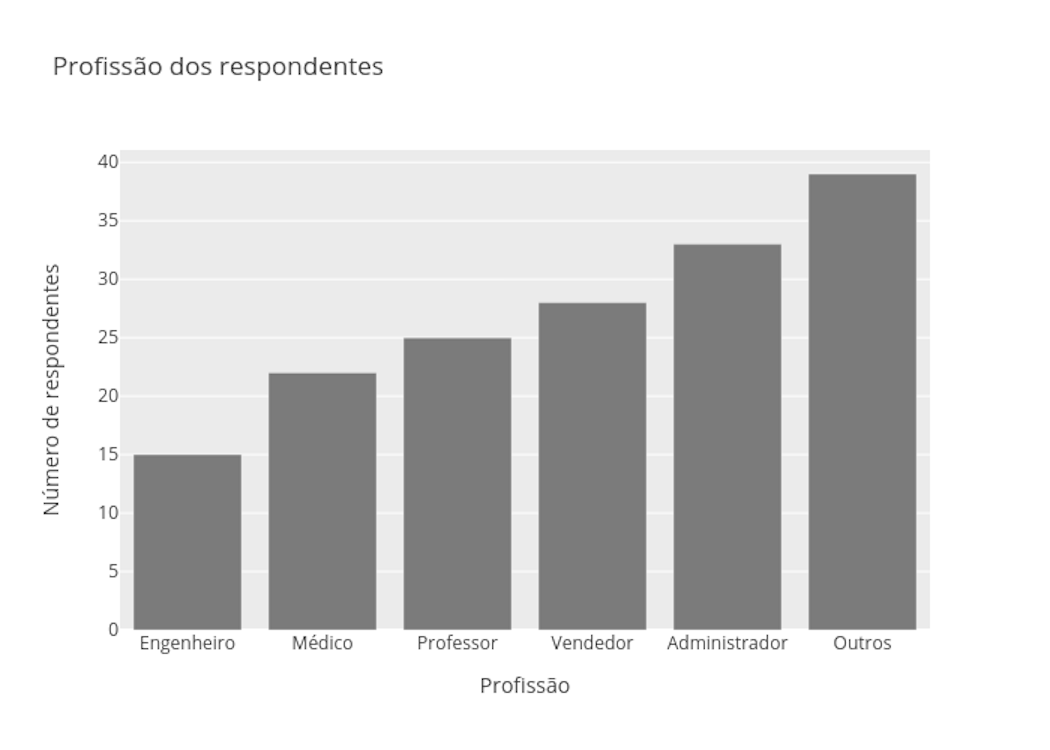 Profissão dos respondentes
Número de respondentes
40
35
30
25
20
15
10
5
0
Engenheiro Médico Professor Vendedor Administrador Outros
Profissão